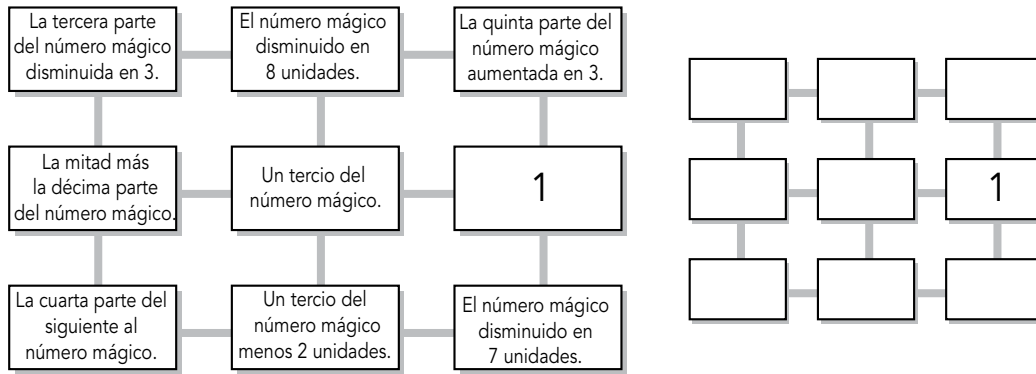 La tercera parte
del número mágico
disminuida en 3.
El número mágico
disminuido en
8 unidades.
La quinta parte del
número mágico
aumentada en 3.
La mitad más
la décima parte
del número mágico.
Un tercio del
número mágico.
1
La cuarta parte del
siguiente al
número mágico.
Un tercio del
número mágico
menos 2 unidades.
El número mágico
disminuido en
7 unidades.
1